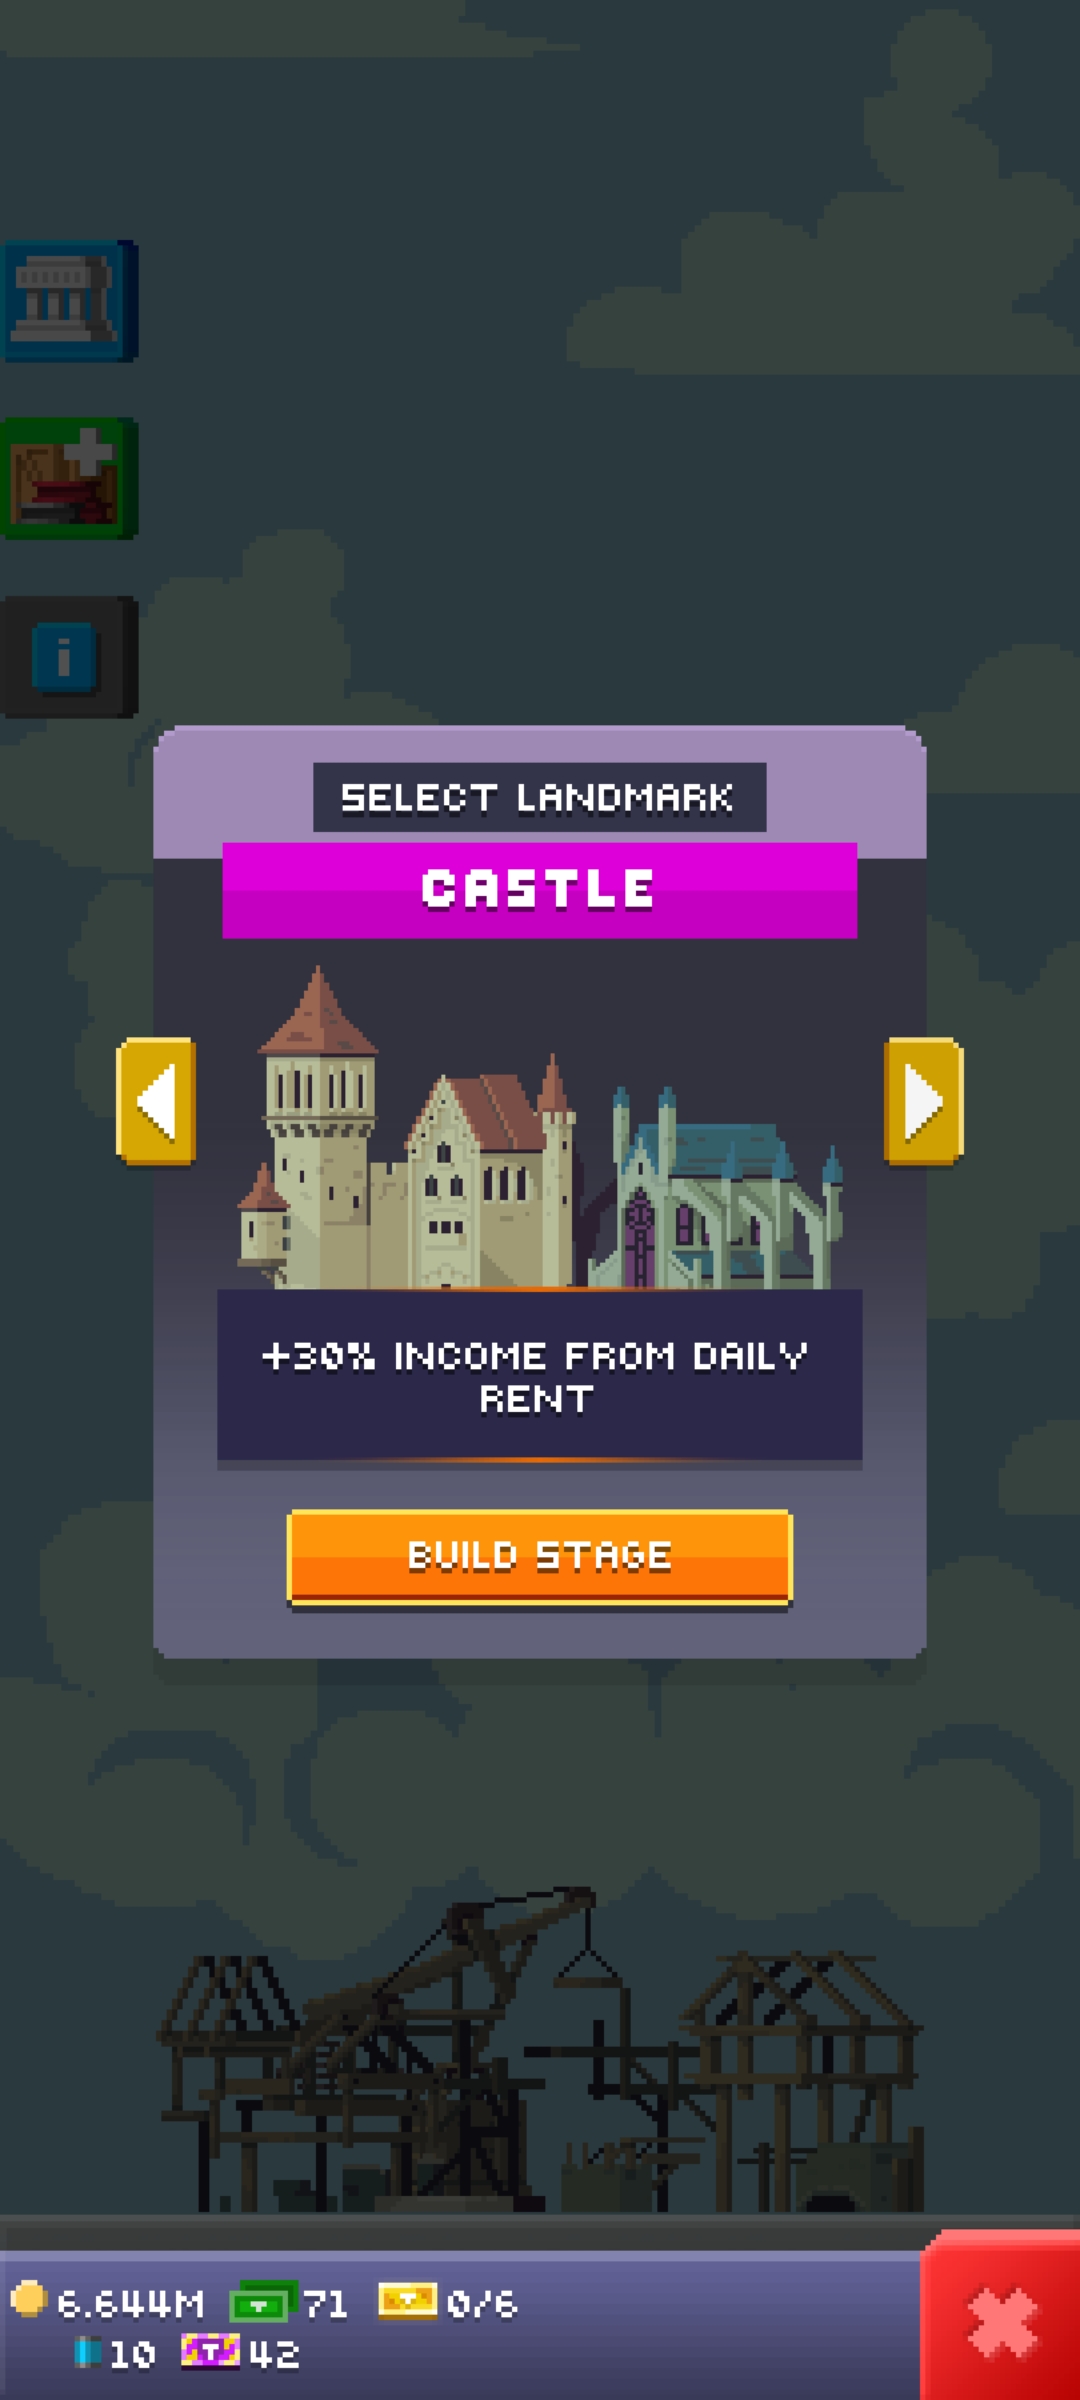 i
SELECT LANDMARK
CASTLE
+30% INCOME FROM DAILY
RENT
BUILD STAGE
6.644M 71 0/6
10 T 42